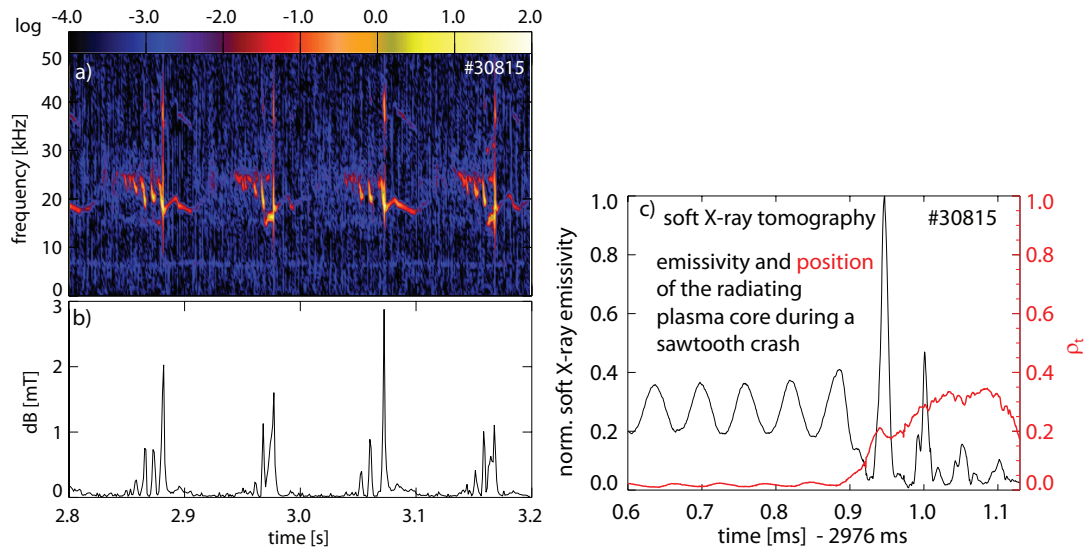 log
-4.0 -3.0 -2.0 -1.0 0.0 1.0 2.0
a)
#30815
50
40
30
20
10
0
frequency [kHz]
b)
3
2
1
0
dB [mT]
2.8 2.9 3.0 3.1 3.2
time [s]
c) soft X-ray tomography #30815
emissivity and position
of the radiating
plasma core during a
sawtooth crash
1.0
0.8
0.6
0.4
0.2
0.0
norm. soft X-ray emissivity
1.0
0.8
0.6
0.4
0.2
0.0
ρt
0.6 0.7 0.8 0.9 1.0 1.1
time [ms] - 2976 ms